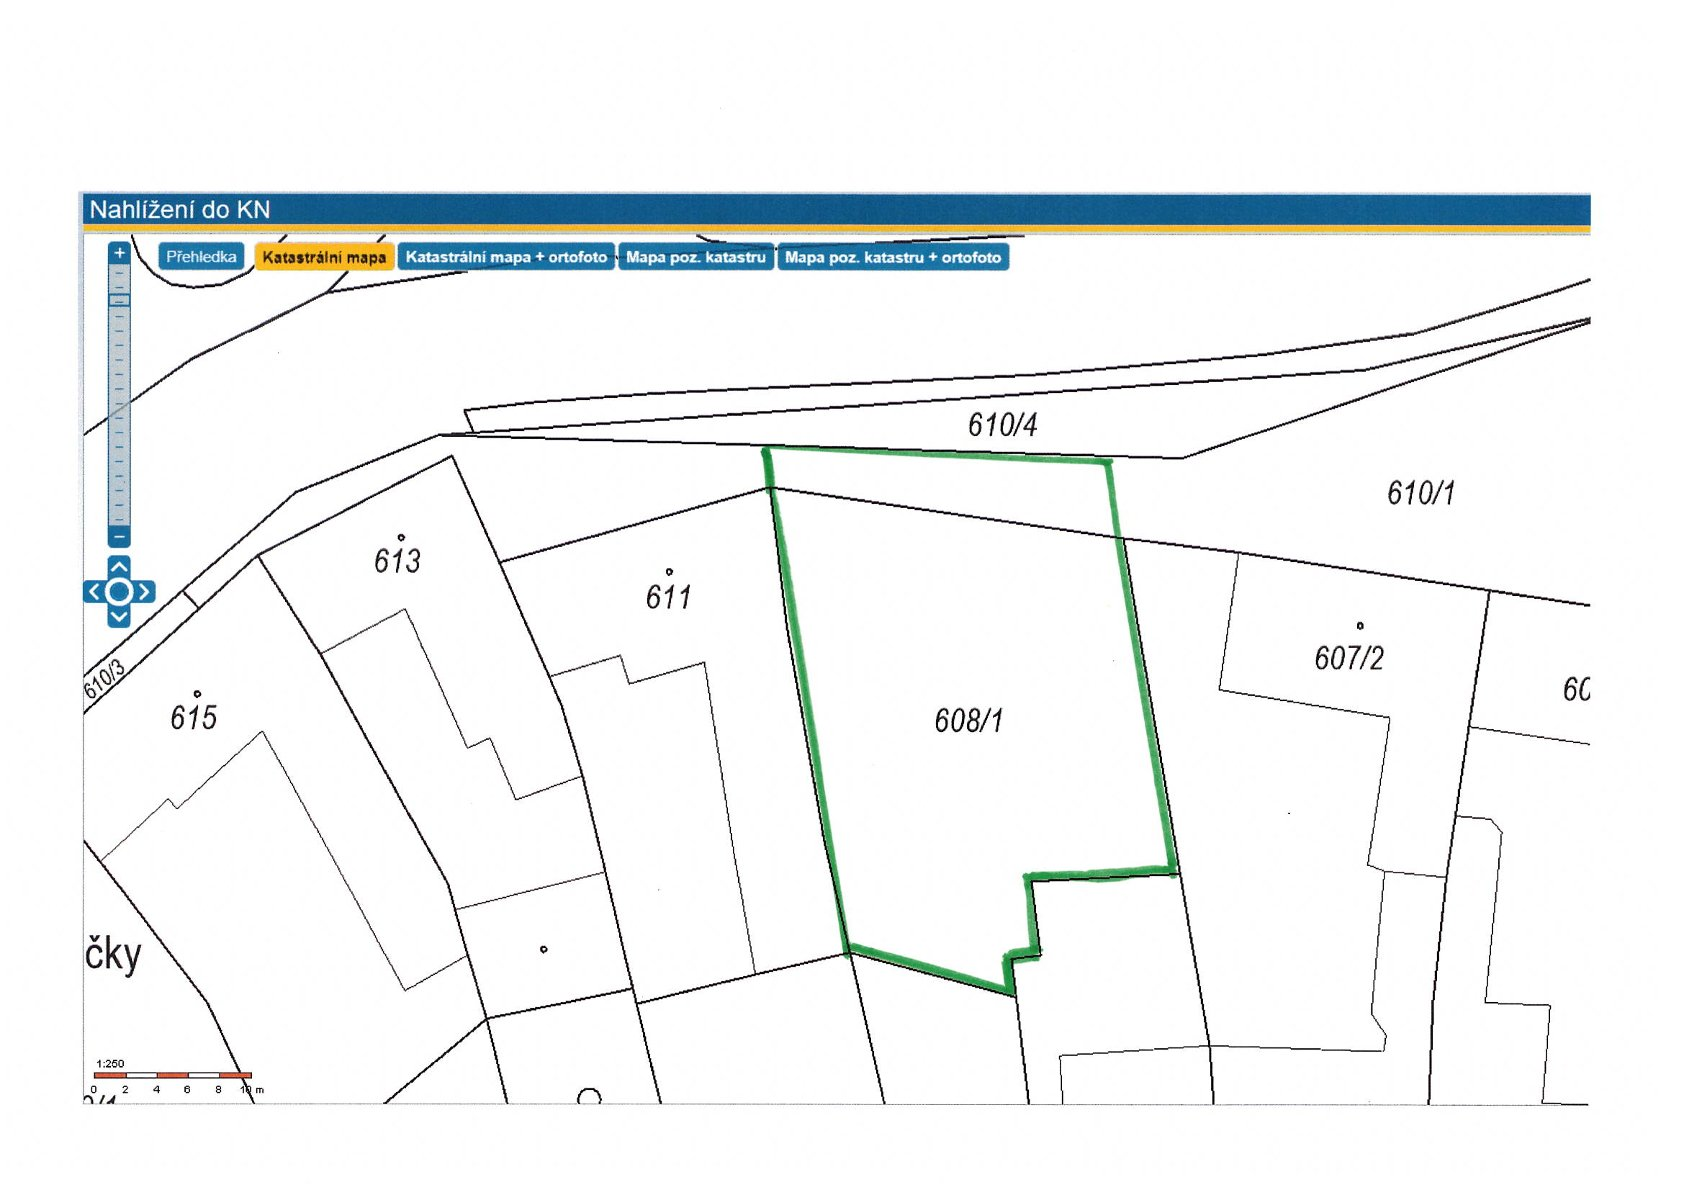 Nahlížení do KN
+
Přehledka Katastrální mapa Katastrální mapa + ortofoto Mapa poz. katastru Mapa poz. katastru + ortofoto
610/4
610/1
613
611
607/2
610/3
60
615
608/1
čky
1:250
0 2 4 6 8 10 m